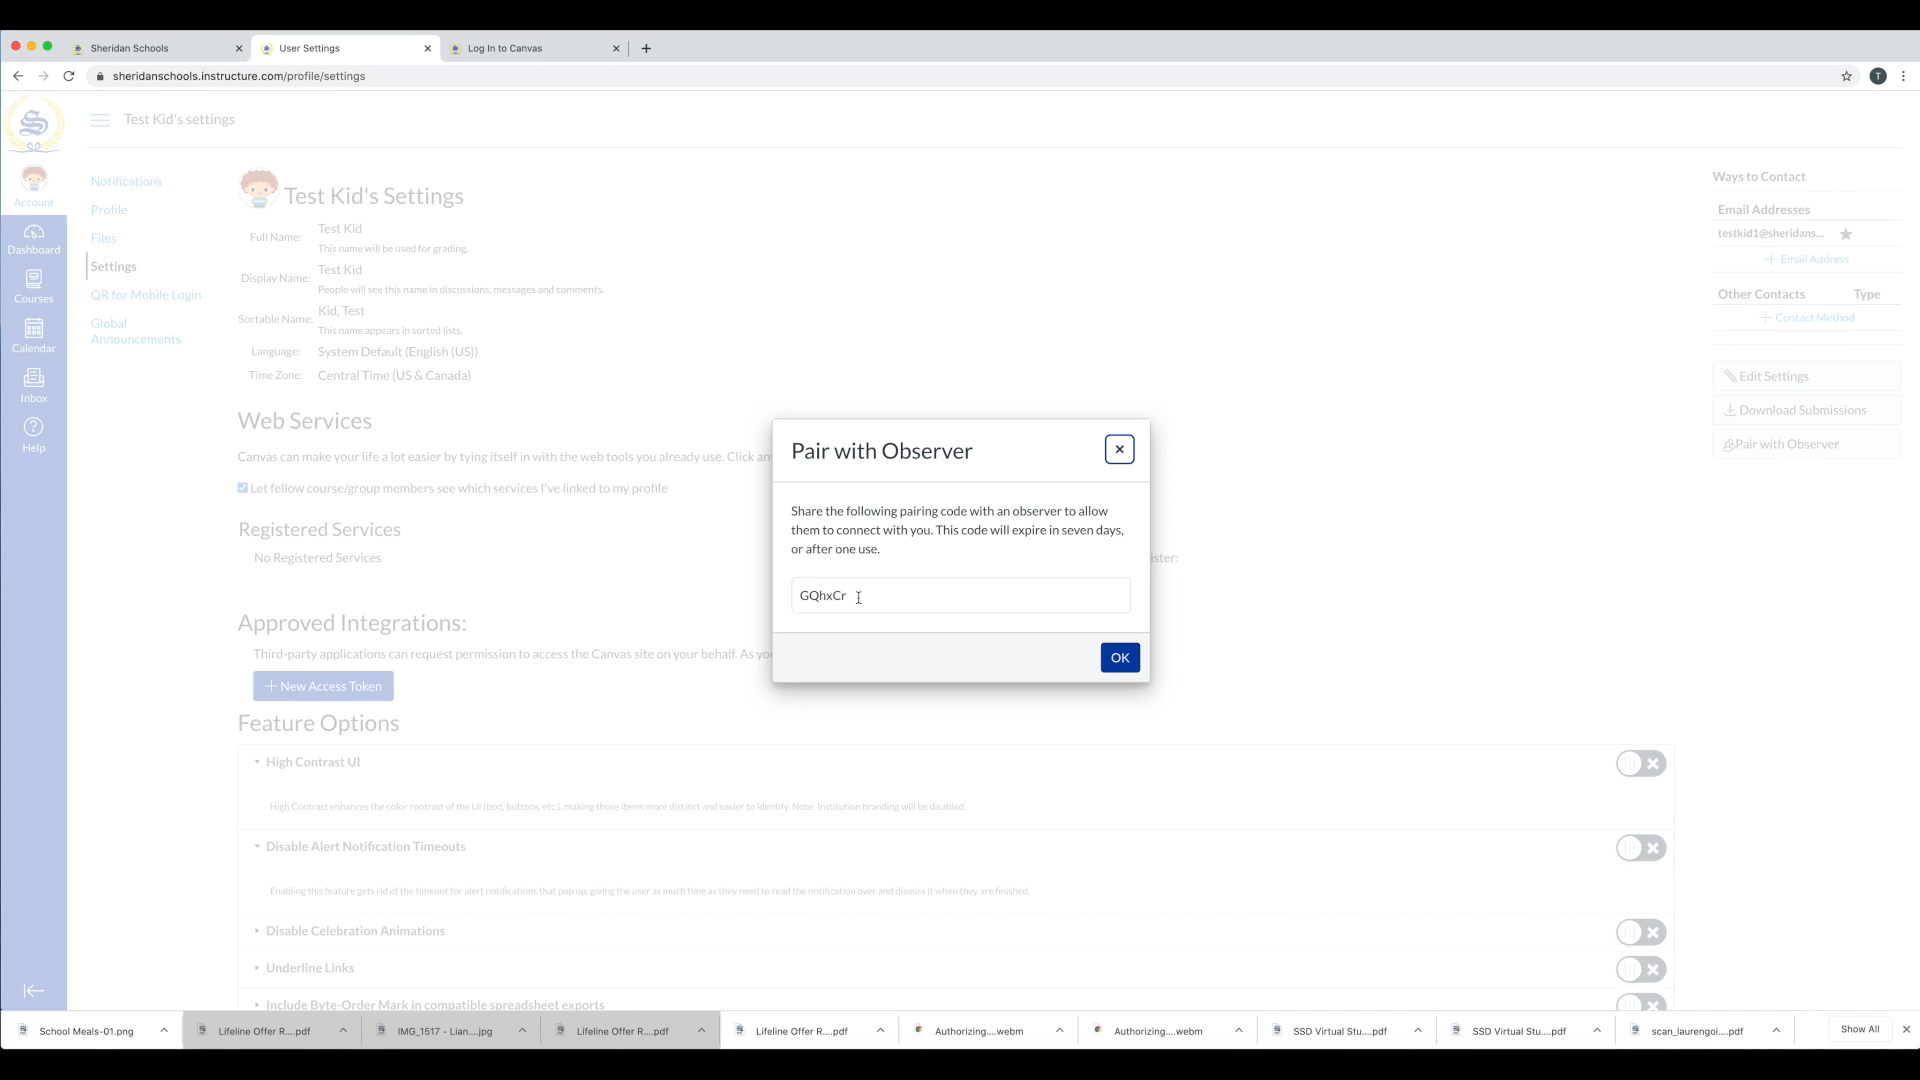 Sheridan Schools
User Settings
Log In to Canvas
sheridanschools.instructure.com/profile/settings
T
S
Test Kid's settings
Account
Dashboard
Courses
Calendar
Inbox
Help
Notifications
Profile
Files
Settings
QR for Mobile Login
Global
Announcements
Test Kid's Settings
Full Name: Test Kid
This name will be used for grading.
Display Name: Test Kid
People will see this name in discussions, messages and comments.
Sortable Name: Kid, Test
This name appears in sorted lists.
Language: System Default (English (US))
Time Zone: Central Time (US & Canada)
Web Services
Canvas can make your life a lot easier by tying itself in with the web tools you already use. Click an
Let fellow course/group members see which services I've linked to my profile
Registered Services
No Registered Services
ister:
Approved Integrations:
Third-party applications can request permission to access the Canvas site on your behalf. As yo
New Access Token
Feature Options
High Contrast UI
High Contrast enhances the color contrast of the UI (text, buttons, etc.), making those items more distinct and easier to identify. Note: Institution branding will be disabled.
Disable Alert Notification Timeouts
Enabling this feature gets rid of the timeout for alert notifications that pop up, giving the user as much time as they need to read the notification over and dismiss it when they are finished.
Disable Celebration Animations
Underline Links
Include Byte-Order Mark in compatible spreadsheet exports
Pair with Observer
Share the following pairing code with an observer to allow
them to connect with you. This code will expire in seven days,
or after one use.
GQhxCr
OK
Ways to Contact
Email Addresses
testkid1@sheridans...
+ Email Address
Other Contacts Type
+ Contact Method
Edit Settings
Download Submissions
Pair with Observer
School Meals-01.png
Lifeline Offer R....pdf
IMG_1517 - Lian....jpg
Lifeline Offer R....pdf
Lifeline Offer R....pdf
Authorizing....webm
Authorizing....webm
SSD Virtual Stu....pdf
SSD Virtual Stu....pdf
scan_laurengoi....pdf
Show All